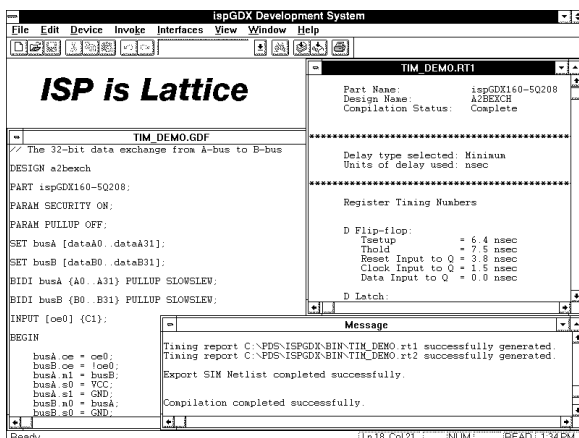 ispGDX Development System
File Edit Device Invoke Interfaces View Window Help
ISP is Lattice
TIM_DEMO.GDF
// The 32-bit data exchange from A-bus to B-bus
DESIGN a2bexch
PART ispGDX160-5Q208;
PARAM SECURITY ON;
PARAM PULLUP OFF;
SET busA [dataA0..dataA31];
SET busB [dataB0..dataB31];
BIDI busA {A0..A31} PULLUP SLOWSLEW;
BIDI busB {B0..B31} PULLUP SLOWSLEW;
INPUT [oe0] {C1};
BEGIN
busA.oe = oe0;
busB.oe = !oe0;
busA.m1 = busB;
busA.s0 = VCC;
busA.s1 = GND;
busB.m0 = busA;
busB.s0 = GND;
TIM_DEMO.RT1
Part Name: ispGDX160-5Q208
Design Name: A2BEXCH
Compilation Status: Complete
Delay type selected: Minimum
Units of delay used: nsec
Register Timing Numbers
D Flip-flop:
Tsetup = 6.4 nsec
Thold = 7.5 nsec
Reset Input to Q = 3.8 nsec
Clock Input to Q = 1.5 nsec
Data Input to Q = 0.0 nsec
D Latch:
Message
Timing report C:\PDS\ISPGDX\BIN\TIM_DEMO.rt1 successfully generated.
Timing report C:\PDS\ISPGDX\BIN\TIM_DEMO.rt2 successfully generated.
Export SIM Netlist completed successfully.
Compilation completed successfully.
Ready Ln 18 Col 21 NUM READ 1:34 PM